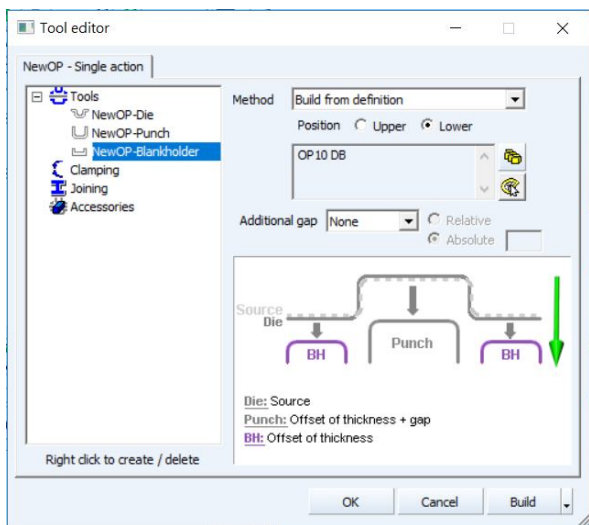 Tool editor
NewOP - Single action
Tools
NewOP-Die
NewOP-Punch
NewOP-Blankholder
Clamping
Joining
Accessories
Right click to create / delete
Method Build from definition
Position Upper Lower
OP10 DB
Additional gap None Relative
Absolute
Source
Die
Punch
BH
BH
Die: Source
Punch: Offset of thickness + gap
BH: Offset of thickness
OK Cancel Build